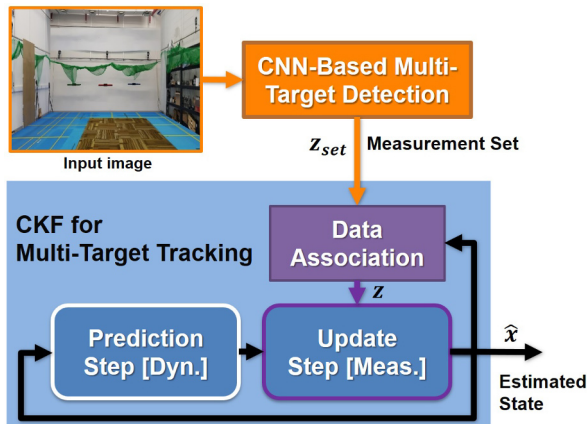 CNN-Based Multi-
Target Detection
Input image
z_set Measurement Set
CKF for
Multi-Target Tracking
Data
Association
z
Prediction
Step [Dyn.]
Update
Step [Meas.]
x̂
Estimated
State